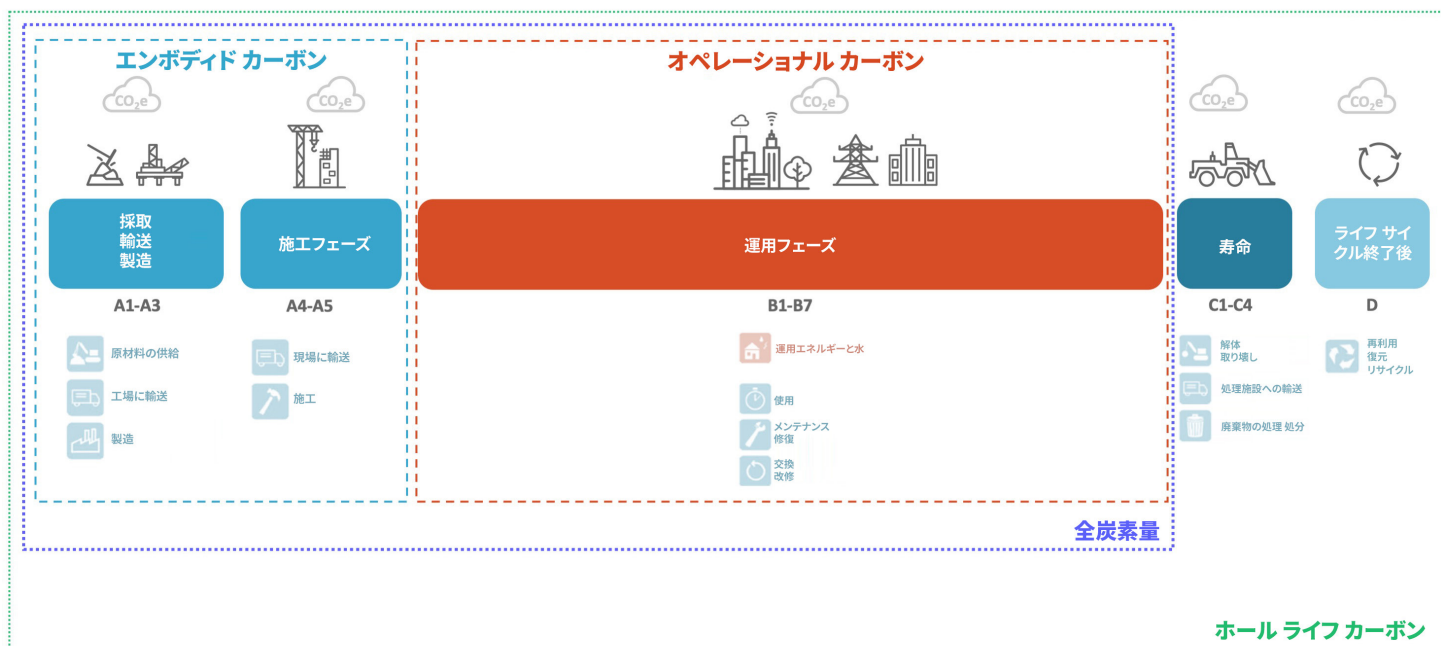 エンボディド カーボン
オペレーショナル カーボン
CO2e
CO2e
CO2e
CO2e
CO2e
採取
輸送
製造
施工フェーズ
運用フェーズ
寿命
ライフ サイ
クル終了後
A1-A3
A4-A5
B1-B7
C1-C4
D
原材料の供給
工場に輸送
製造
現場に輸送
施工
運用エネルギーと水
使用
メンテナンス
修復
交換
改修
解体
取り壊し
処理施設への輸送
廃棄物の処理 処分
再利用
復元
リサイクル
全炭素量
ホール ライフ カーボン